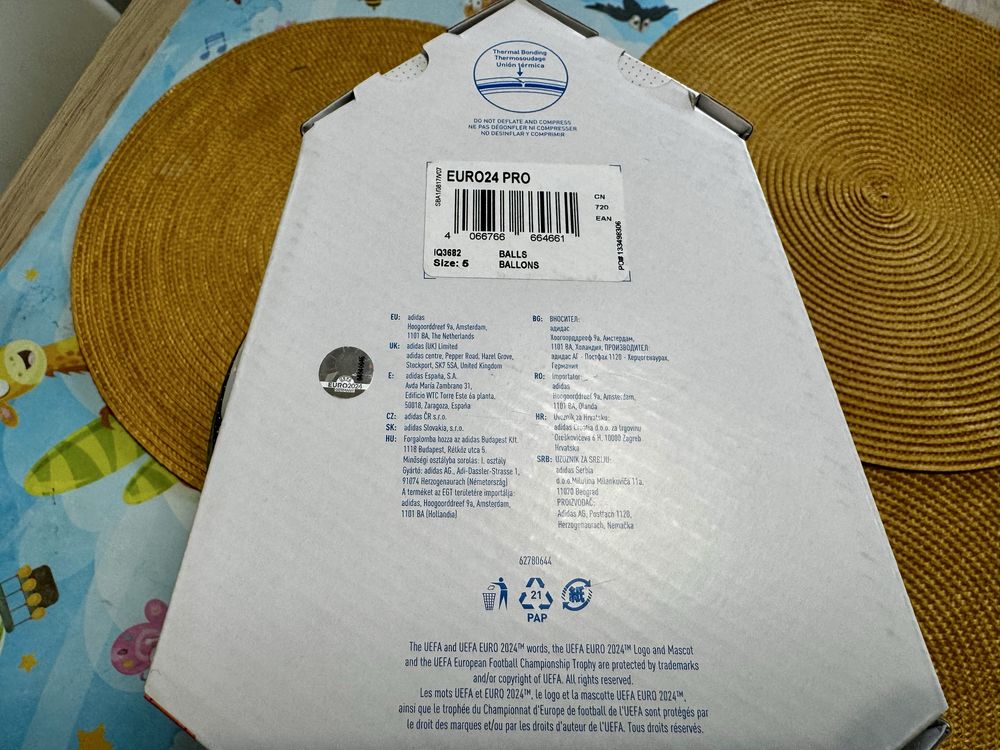 Thermal Bonding
Thermosoudage
Unión térmica
DO NOT DEFLATE AND COMPRESS
NE PAS DÉGONFLER NI COMPRESSER
NO DESINFLAR Y COMPRIMIR
SBA1/0817/V07
EURO24 PRO
CN
720
EAN
4 066766 664661
PO# 133498306
IQ3682 BALLS
Size: 5 BALLONS
EU: adidas
Hoogoorddreef 9a, Amsterdam,
1101 BA, The Netherlands
UK: adidas (UK) Limited
adidas centre, Pepper Road, Hazel Grove,
Stockport, SK7 5SA, United Kingdom
E: adidas España, S.A.
Avda María Zambrano 31,
Edificio WTC Torre Este 6a planta,
50018, Zaragoza, España
CZ: adidas ČR s.r.o.
SK: adidas Slovakia, s.r.o.
HU: Forgalomba hozza az adidas Budapest Kft.
1118 Budapest, Rétköz utca 5.
Minőségi osztályba sorolás: I. osztály
Gyártó: adidas AG., Adi-Dassler-Strasse 1,
91074 Herzogenaurach (Németország)
A terméket az EGT területére importálja:
adidas, Hoogoorddreef 9a, Amsterdam,
1101 BA (Hollandia)
BG: ВНОСИТЕЛ:
адидас
Хоогоорддрееф 9а, Амстердам,
1101 ВА, Холандия, ПРОИЗВОДИТЕЛ:
адидас АГ - Постфах 1120 - Херцогенаурах,
Германия
RO: Importator:
adidas
Hoogoorddreef 9a, Amsterdam,
1101 BA, Olanda
HR: Uvoznik za Hrvatsku:
adidas Croatia d.o.o. za trgovinu
Oreškovićeva 6 H, 10000 Zagreb
Hrvatska
SRB: UZOZNIK ZA SRBIJU:
adidas Serbia
d.o.o.Milutina Milankovića 11a,
11070 Beograd
PROIZVOĐAČ:
Adidas AG, Postfach 1120,
Herzogenaurach, Nemačka
EURO2024
62780644
21
PAP
紙
The UEFA and UEFA EURO 2024™ words, the UEFA EURO 2024™ Logo and Mascot
and the UEFA European Football Championship Trophy are protected by trademarks
and/or copyright of UEFA. All rights reserved.
Les mots UEFA et EURO 2024™, le logo et la mascotte UEFA EURO 2024™,
ainsi que le trophée du Championnat d'Europe de football de l'UEFA sont protégés par
le droit des marques et/ou par les droits d'auteur de l'UEFA. Tous droits réservés.